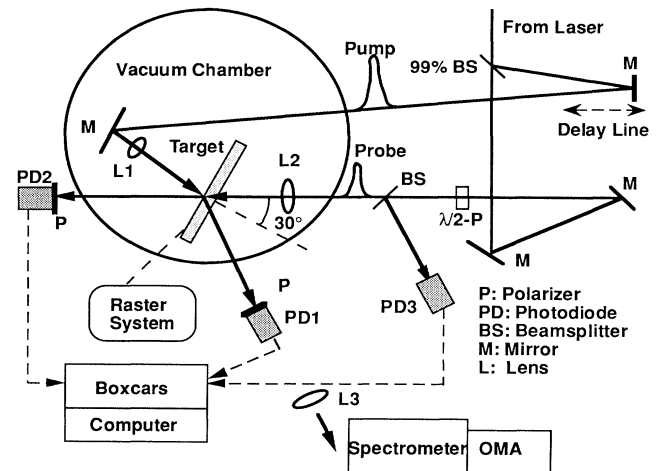 From Laser
Pump
99% BS
M
Vacuum Chamber
Delay Line
M
Target
L1
L2
Probe
BS
PD2
P
30°
λ/2-P
M
M
P
PD1
PD3
Raster
System
P: Polarizer
PD: Photodiode
BS: Beamsplitter
M: Mirror
L: Lens
Boxcars
Computer
L3
Spectrometer
OMA